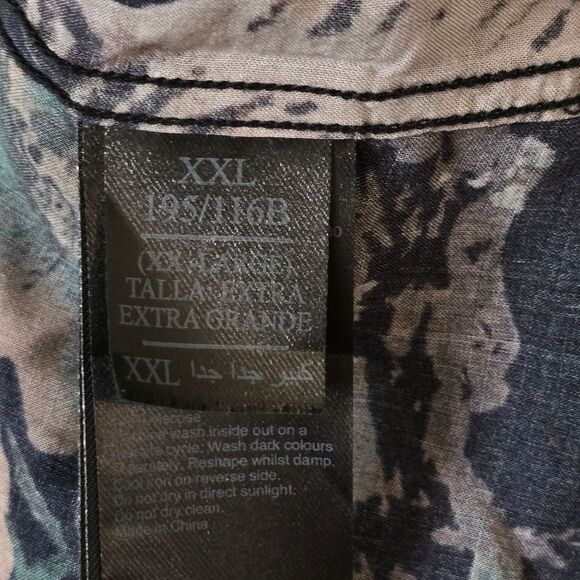 XXL
195/116B
(XX-LARGE),
TALLA: EXTRA
EXTRA GRANDE
XXL كبير جدا جدا
wash inside out on a
cycle. Wash dark colours
Reshape whilst damp.
Cool iron on reverse side.
Do not dry in direct sunlight.
Do not dry clean.
Made in China